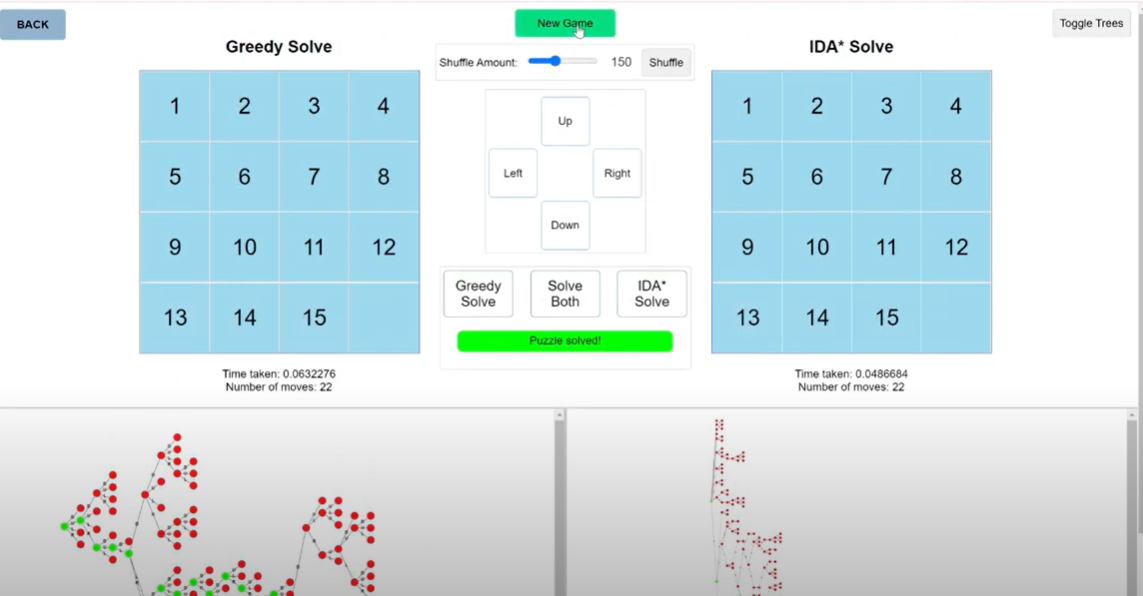 BACK
New Game
Toggle Trees
Greedy Solve
Shuffle Amount: 150 Shuffle
IDA* Solve
1 2 3 4
5 6 7 8
9 10 11 12
13 14 15
Time taken: 0.0632276
Number of moves: 22
Up
Left Right
Down
Greedy Solve
Solve Both
IDA* Solve
Puzzle solved!
1 2 3 4
5 6 7 8
9 10 11 12
13 14 15
Time taken: 0.0486684
Number of moves: 22